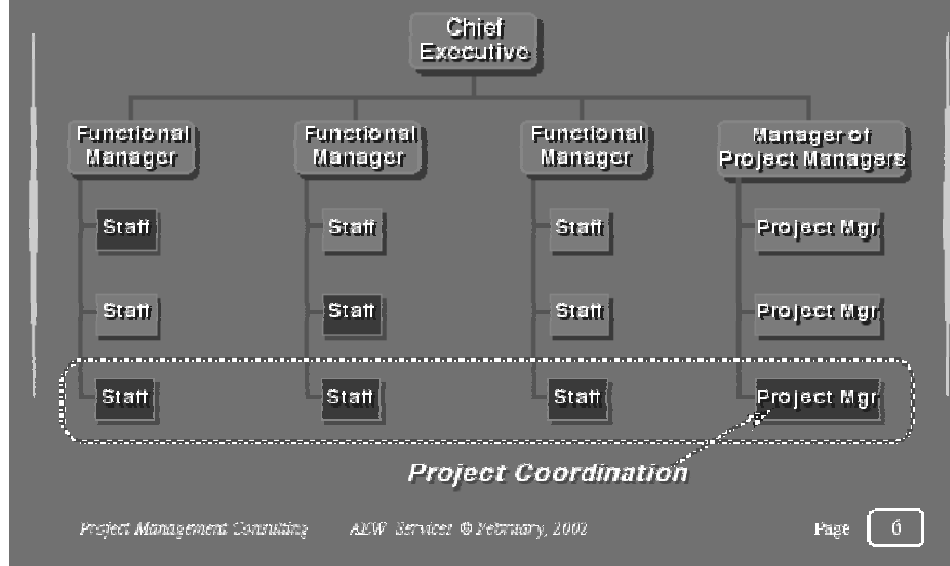 Chief
Executive
Functional
Manager
Functional
Manager
Functional
Manager
Manager of
Project Managers
Staff
Staff
Staff
Project Mgr
Staff
Staff
Staff
Project Mgr
Staff
Staff
Staff
Project Mgr
Project Coordination
Project Management Consulting
AEW Services © February, 2002
Page 6